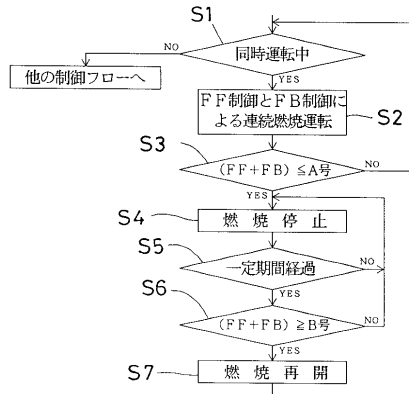 S1
NO
同時運転中
他の制御フローへ
YES
FF制御とFB制御に
よる連続燃焼運転
S2
S3
(FF+FB)≦A号
NO
YES
S4
燃焼停止
S5
一定期間経過
NO
YES
S6
(FF+FB)≧B号
NO
YES
S7
燃焼再開